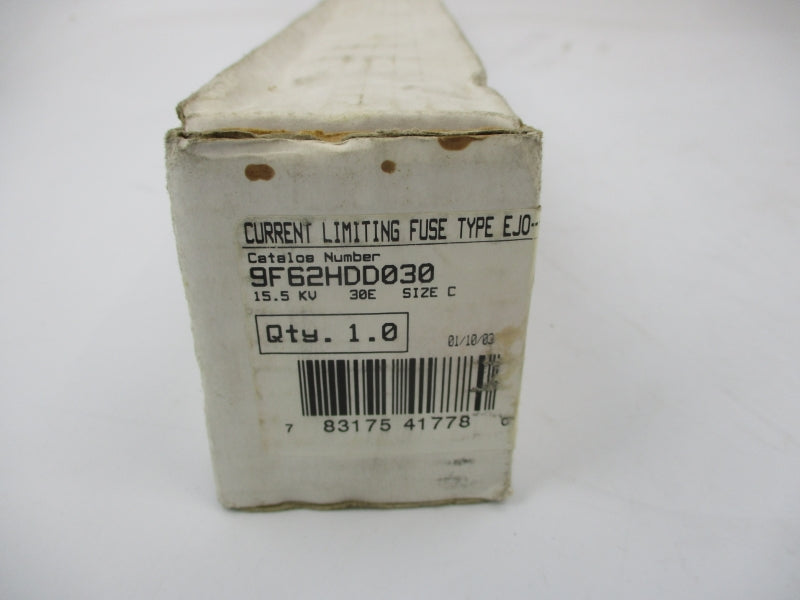 CURRENT LIMITING FUSE TYPE EJO-
Catalog Number
9F62HDD030
15.5 KV 30E SIZE C
Qty. 1.0
01/10/03
7 83175 41778